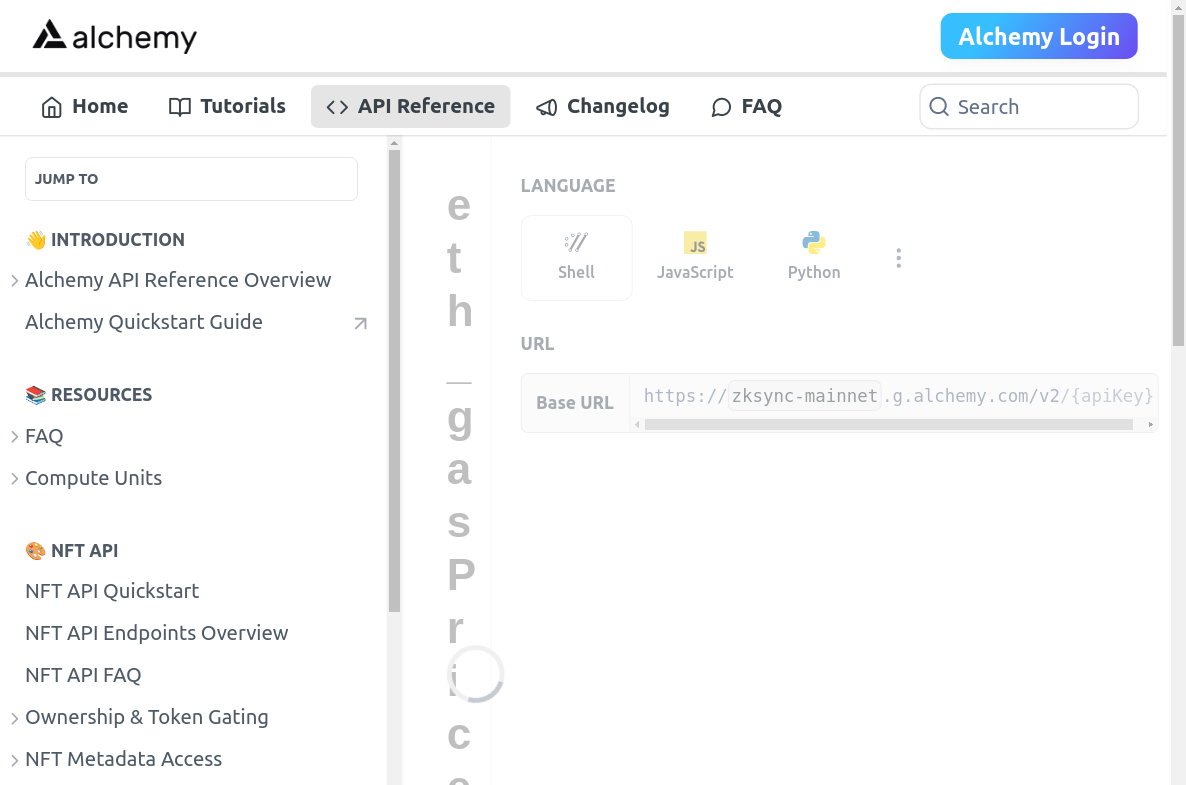 alchemy
Alchemy Login
Home
Tutorials
API Reference
Changelog
FAQ
Search
JUMP TO
👋 INTRODUCTION
Alchemy API Reference Overview
Alchemy Quickstart Guide
📚 RESOURCES
FAQ
Compute Units
🎨 NFT API
NFT API Quickstart
NFT API Endpoints Overview
NFT API FAQ
Ownership & Token Gating
NFT Metadata Access
e
t
h
_
g
a
s
P
r
i
c
e
LANGUAGE
Shell
JS
JavaScript
Python
URL
Base URL
https://zksync-mainnet.g.alchemy.com/v2/{apiKey}